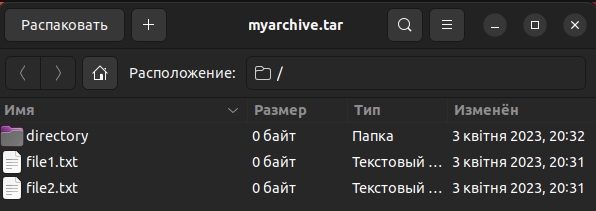 Распаковать + myarchive.tar
Расположение: /
Имя Размер Тип Изменён
directory 0 байт Папка 3 квітня 2023, 20:32
file1.txt 0 байт Текстовый ... 3 квітня 2023, 20:31
file2.txt 0 байт Текстовый ... 3 квітня 2023, 20:31